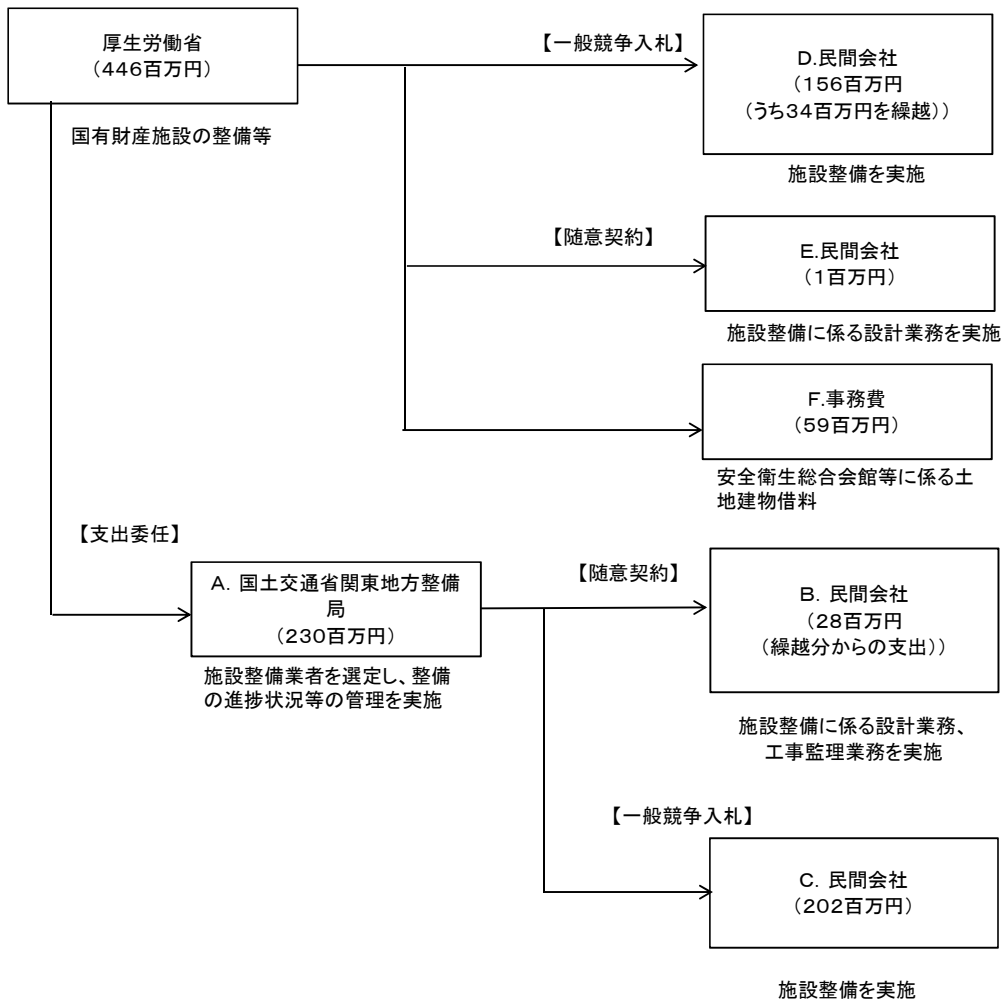 厚生労働省
（446百万円）
国有財産施設の整備等
【一般競争入札】
D.民間会社
（156百万円
（うち34百万円を繰越））
施設整備を実施
【随意契約】
E.民間会社
（1百万円）
施設整備に係る設計業務を実施
F.事務費
（59百万円）
安全衛生総合会館等に係る土
地建物借料
【支出委任】
A. 国土交通省関東地方整備
局
（230百万円）
施設整備業者を選定し、整備
の進捗状況等の管理を実施
【随意契約】
B. 民間会社
（28百万円
（繰越分からの支出））
施設整備に係る設計業務、
工事監理業務を実施
【一般競争入札】
C. 民間会社
（202百万円）
施設整備を実施